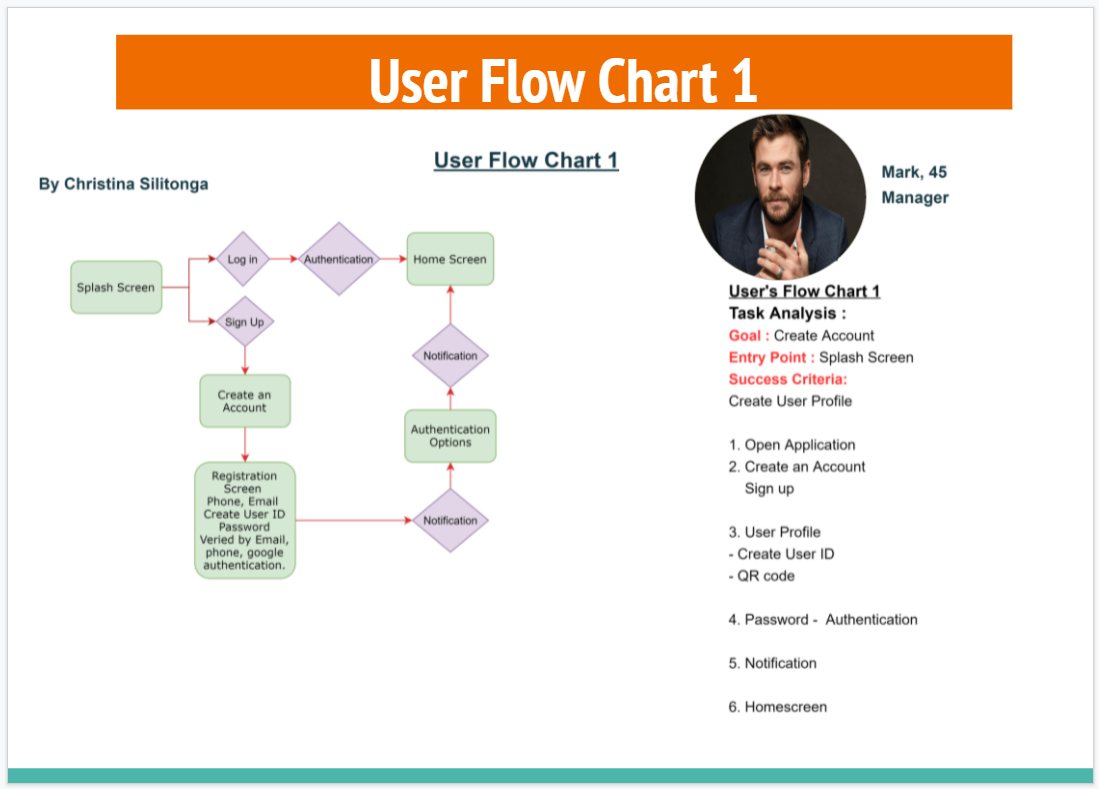 User Flow Chart 1
User Flow Chart 1
By Christina Silitonga
Mark, 45
Manager
Splash Screen
Log in
Authentication
Home Screen
Sign Up
Create an
Account
Registration
Screen
Phone, Email
Create User ID
Password
Veried by Email,
phone, google
authentication.
Notification
Authentication
Options
Notification
User's Flow Chart 1
Task Analysis :
Goal : Create Account
Entry Point : Splash Screen
Success Criteria:
Create User Profile
1. Open Application
2. Create an Account
Sign up
3. User Profile
- Create User ID
- QR code
4. Password -  Authentication
5. Notification
6. Homescreen